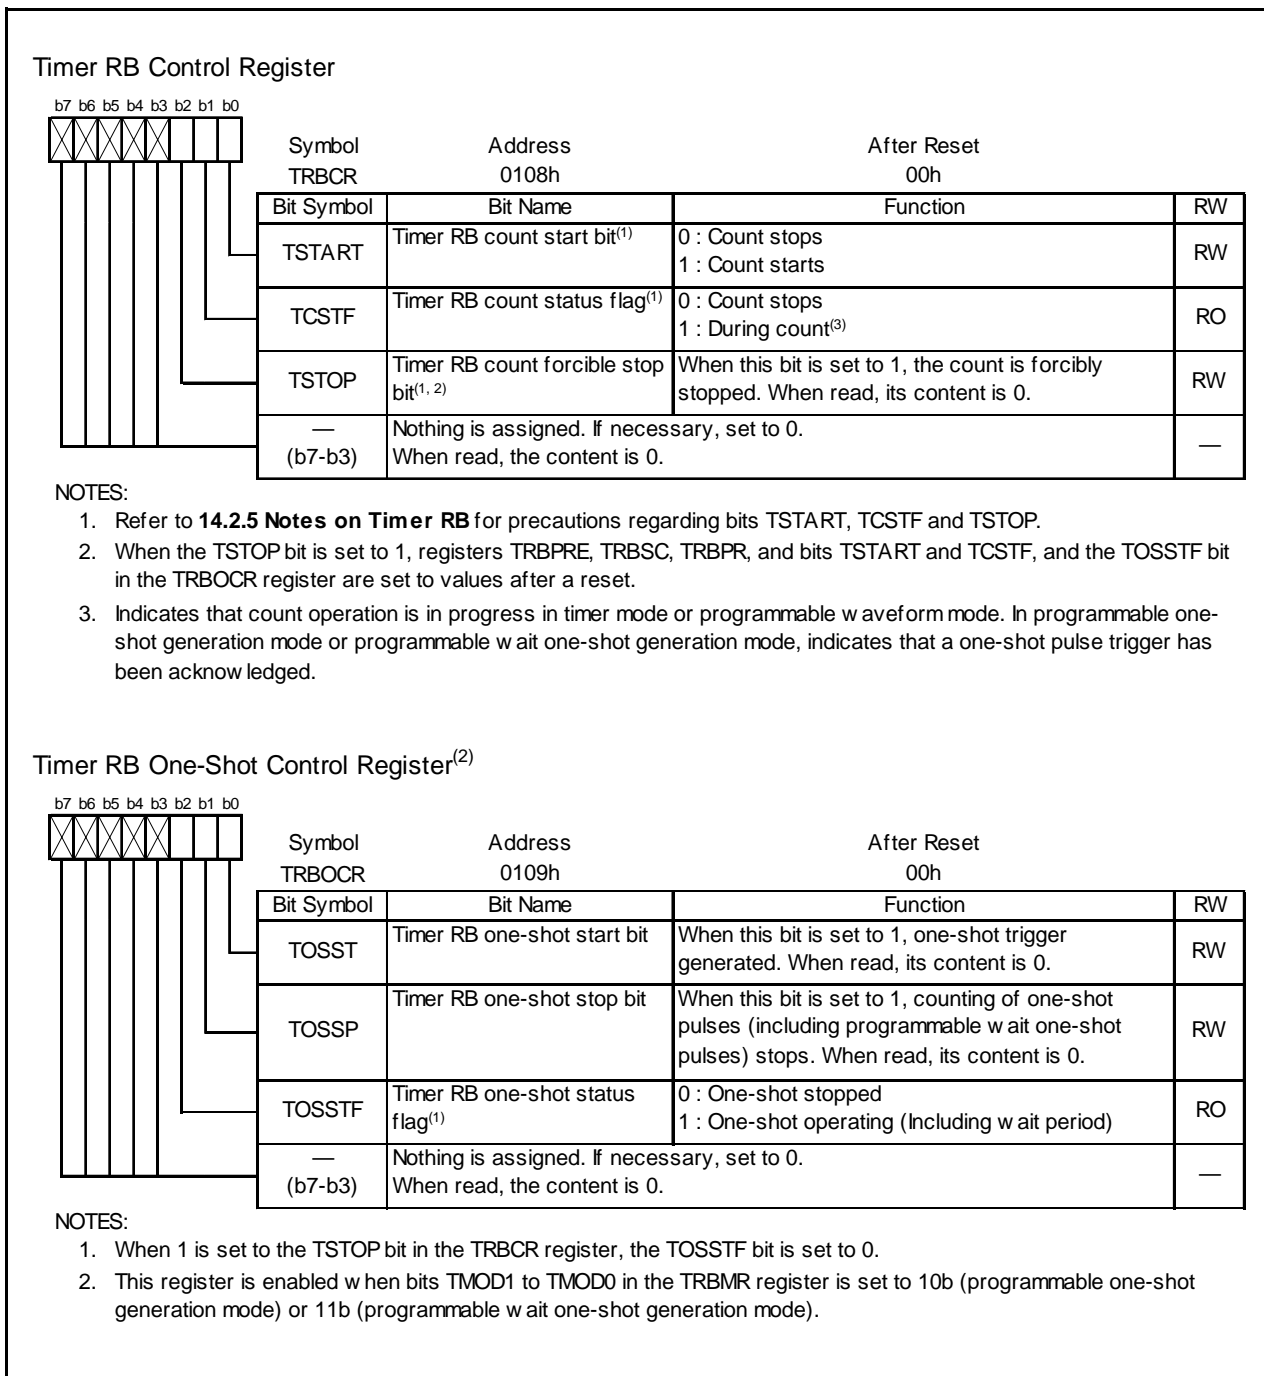 Timer RB Control Register
b7 b6 b5 b4 b3 b2 b1 b0
Symbol Address After Reset
TRBCR 0108h 00h
Bit Symbol Bit Name Function RW
TSTART Timer RB count start bit(1) 0 : Count stops
1 : Count starts RW
TCSTF Timer RB count status flag(1) 0 : Count stops
1 : During count(3) RO
TSTOP Timer RB count forcible stop bit(1, 2) When this bit is set to 1, the count is forcibly
stopped. When read, its content is 0. RW
— Nothing is assigned. If necessary, set to 0.
(b7-b3) When read, the content is 0. —
NOTES:
1. Refer to 14.2.5 Notes on Timer RB for precautions regarding bits TSTART, TCSTF and TSTOP.
2. When the TSTOP bit is set to 1, registers TRBPRE, TRBSC, TRBPR, and bits TSTART and TCSTF, and the TOSSTF bit
in the TRBOCR register are set to values after a reset.
3. Indicates that count operation is in progress in timer mode or programmable waveform mode. In programmable one-
shot generation mode or programmable wait one-shot generation mode, indicates that a one-shot pulse trigger has
been acknowledged.
Timer RB One-Shot Control Register(2)
b7 b6 b5 b4 b3 b2 b1 b0
Symbol Address After Reset
TRBOCR 0109h 00h
Bit Symbol Bit Name Function RW
TOSST Timer RB one-shot start bit When this bit is set to 1, one-shot trigger
generated. When read, its content is 0. RW
TOSSP Timer RB one-shot stop bit When this bit is set to 1, counting of one-shot
pulses (including programmable wait one-shot
pulses) stops. When read, its content is 0. RW
TOSSTF Timer RB one-shot status flag(1) 0 : One-shot stopped
1 : One-shot operating (Including wait period) RO
— Nothing is assigned. If necessary, set to 0.
(b7-b3) When read, the content is 0. —
NOTES:
1. When 1 is set to the TSTOP bit in the TRBCR register, the TOSSTF bit is set to 0.
2. This register is enabled when bits TMOD1 to TMOD0 in the TRBMR register is set to 10b (programmable one-shot
generation mode) or 11b (programmable wait one-shot generation mode).